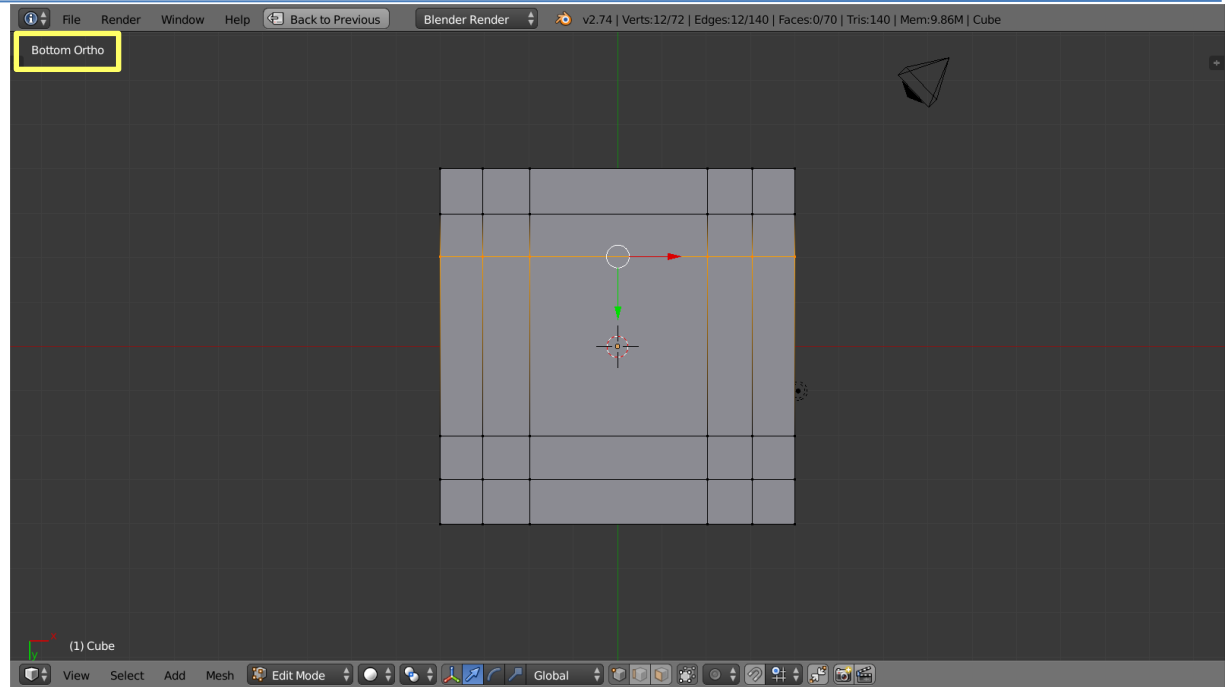 File Render Window Help Back to Previous Blender Render v2.74 | Verts:12/72 | Edges:12/140 | Faces:0/70 | Tris:140 | Mem:9.86M | Cube
Bottom Ortho
x
y
(1) Cube
View Select Add Mesh Edit Mode Global